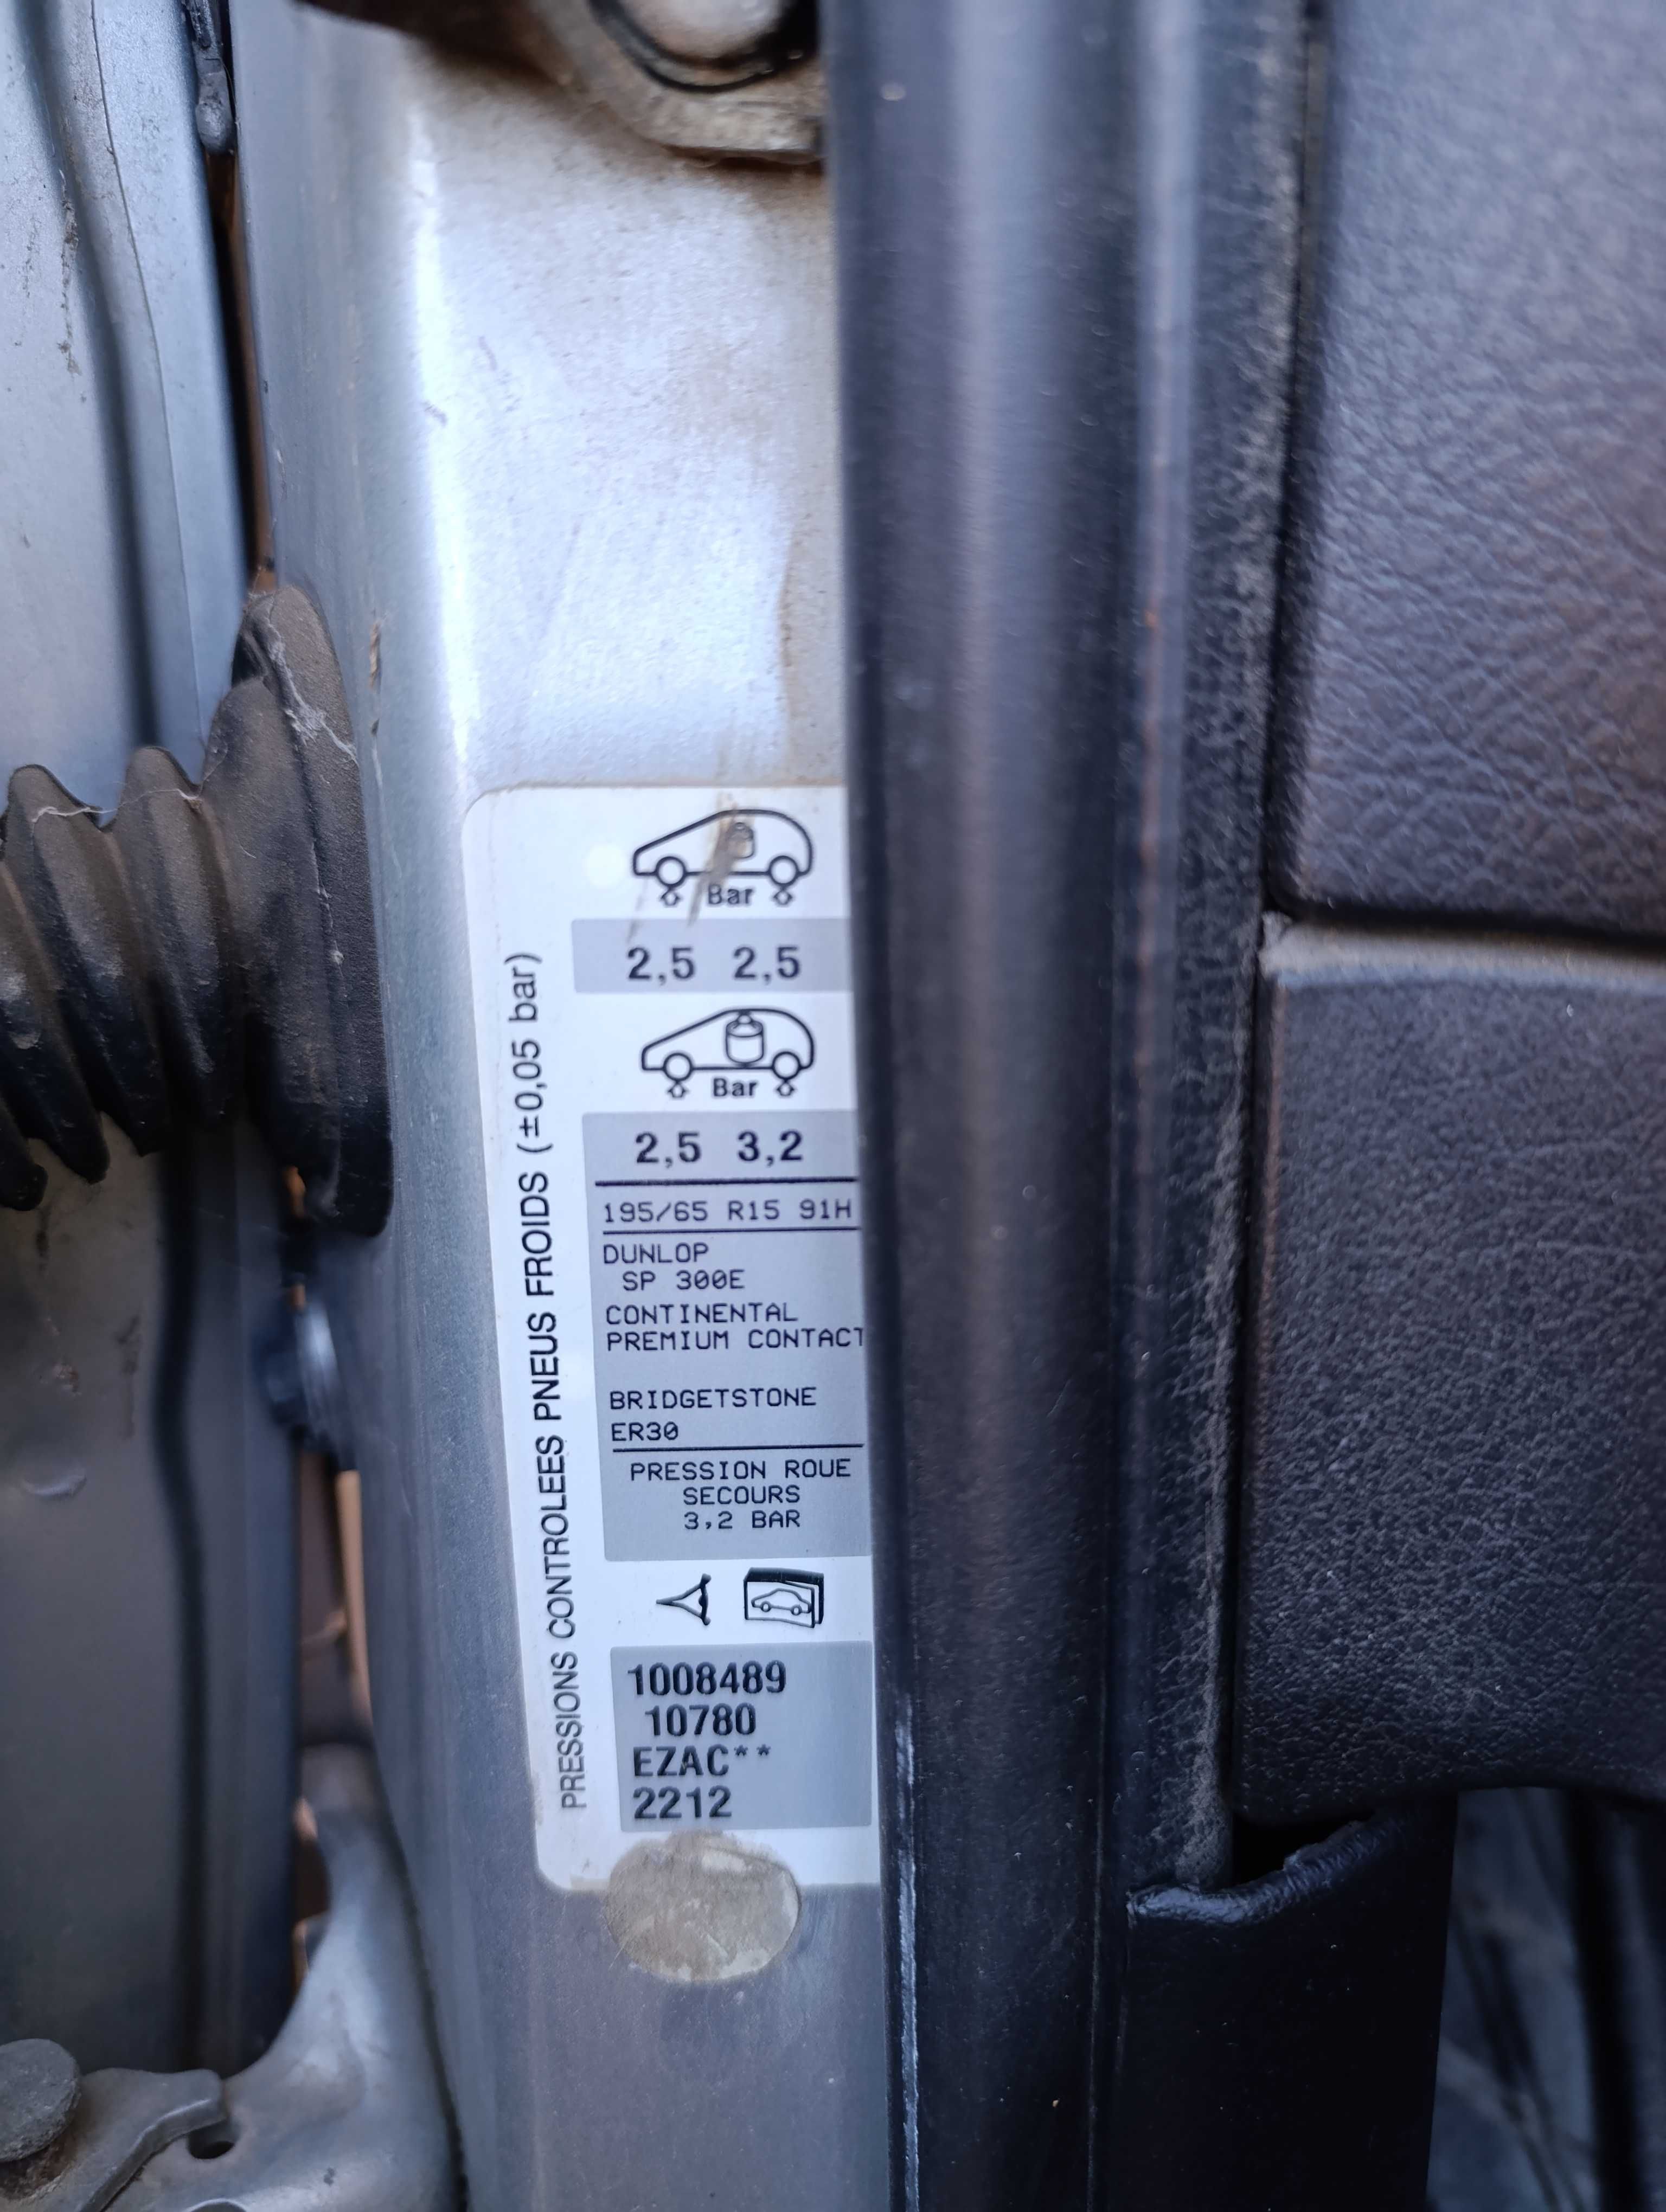 Bar
2,5 2,5
Bar
2,5 3,2
195/65 R15 91H
DUNLOP
SP 300E
CONTINENTAL
PREMIUM CONTACT
BRIDGETSTONE
ER30
PRESSION ROUE
SECOURS
3,2 BAR
1008489
10780
EZAC**
2212
PRESSIONS CONTROLEES PNEUS FROIDS (±0,05 bar)